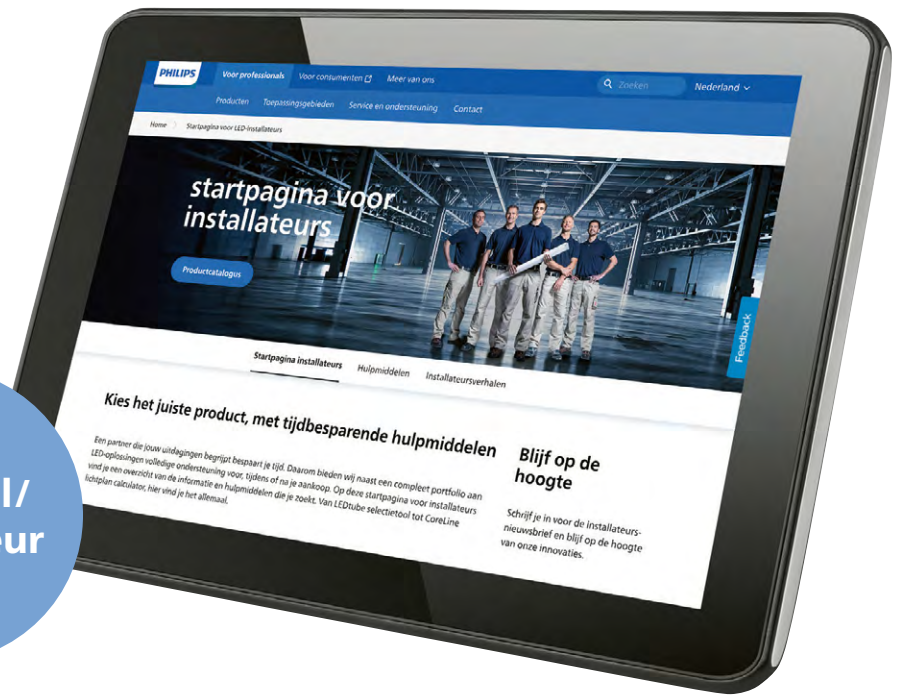 PHILIPS
Voor professionals
Voor consumenten
Meer van ons
Zoeken
Nederland
Producten
Toepassingsgebieden
Service en ondersteuning
Contact
Home
Startpagina voor LED-installateurs
startpagina voor
installateurs
Productcatalogus
Feedback
Startpagina installateurs
Hulpmiddelen
Installateursverhalen
Kies het juiste product, met tijdbesparende hulpmiddelen
Een partner die jouw uitdagingen begrijpt bespaart je tijd. Daarom bieden wij naast een compleet portfolio aan
LED-oplossingen volledige ondersteuning voor, tijdens of na je aankoop. Op deze startpagina voor installateurs
vind je een overzicht van de informatie en hulpmiddelen die je zoekt. Van LEDtube selectietool tot CoreLine
lichtplan calculator, hier vind je het allemaal.
Blijf op de
hoogte
Schrijf je in voor de installateurs-
nieuwsbrief en blijf op de hoogte
van onze innovaties.
l/
eur